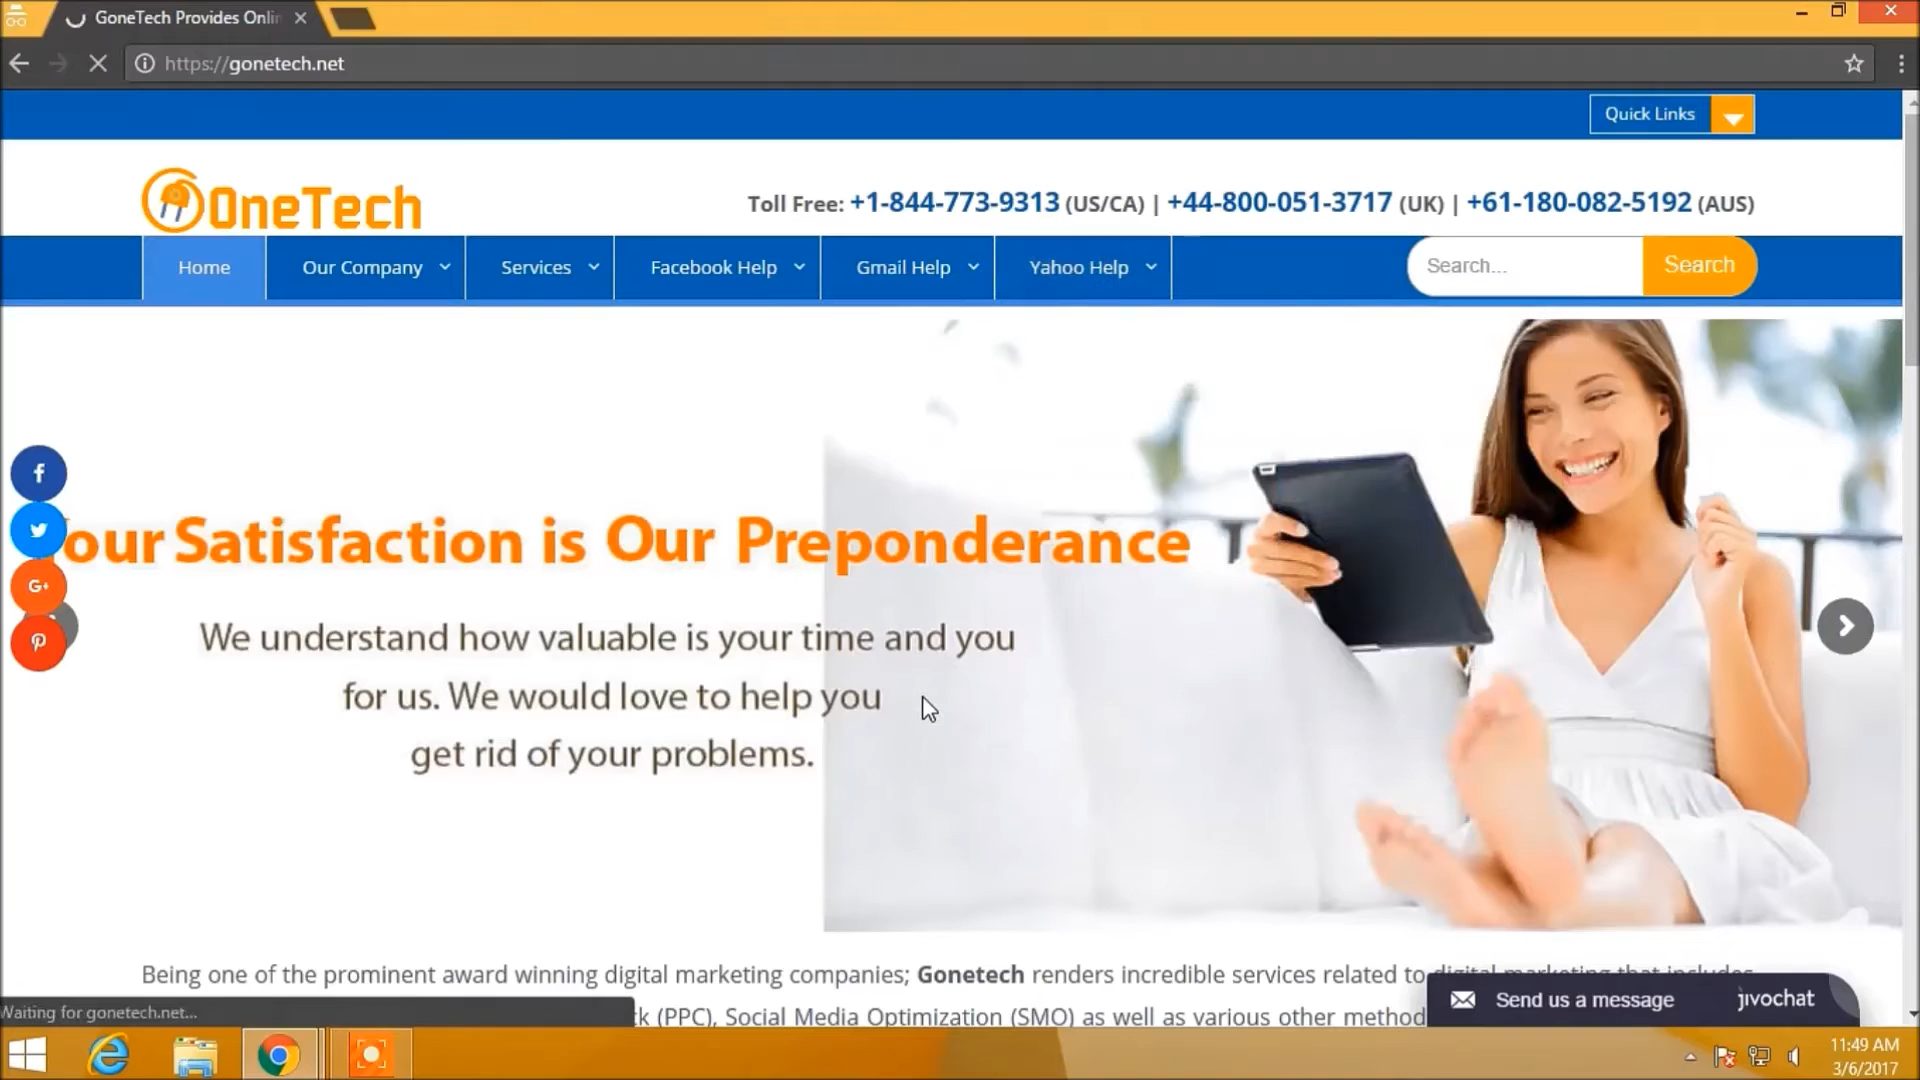 GoneTech Provides Onli
https://gonetech.net
Quick Links
GOneTech
Toll Free: +1-844-773-9313 (US/CA) | +44-800-051-3717 (UK) | +61-180-082-5192 (AUS)
Home Our Company Services Facebook Help Gmail Help Yahoo Help Search... Search
our Satisfaction is Our Preponderance
We understand how valuable is your time and you
for us. We would love to help you
get rid of your problems.
Being one of the prominent award winning digital marketing companies; Gonetech renders incredible services related to digital marketing that includes
Send us a message jivochat
Waiting for gonetech.net...
(PPC), Social Media Optimization (SMO) as well as various other method
11:49 AM
3/6/2017